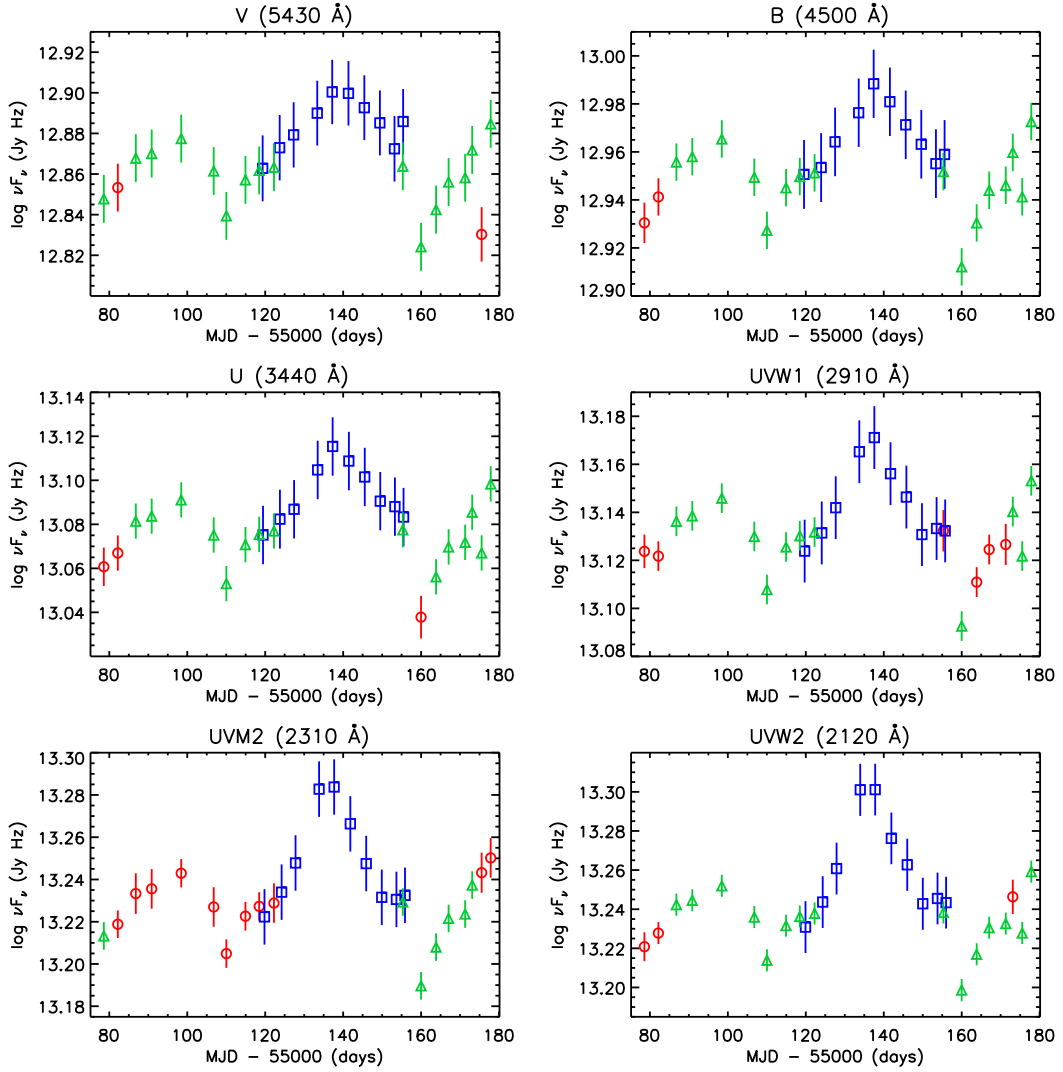 V (5430 Å)
12.92
12.90
12.88
12.86
12.84
12.82
log νFν (Jy Hz)
80 100 120 140 160 180
MJD − 55000 (days)
B (4500 Å)
13.00
12.98
12.96
12.94
12.92
12.90
log νFν (Jy Hz)
80 100 120 140 160 180
MJD − 55000 (days)
U (3440 Å)
13.14
13.12
13.10
13.08
13.06
13.04
log νFν (Jy Hz)
80 100 120 140 160 180
MJD − 55000 (days)
UVW1 (2910 Å)
13.18
13.16
13.14
13.12
13.10
13.08
log νFν (Jy Hz)
80 100 120 140 160 180
MJD − 55000 (days)
UVM2 (2310 Å)
13.30
13.28
13.26
13.24
13.22
13.20
13.18
log νFν (Jy Hz)
80 100 120 140 160 180
MJD − 55000 (days)
UVW2 (2120 Å)
13.30
13.28
13.26
13.24
13.22
13.20
log νFν (Jy Hz)
80 100 120 140 160 180
MJD − 55000 (days)